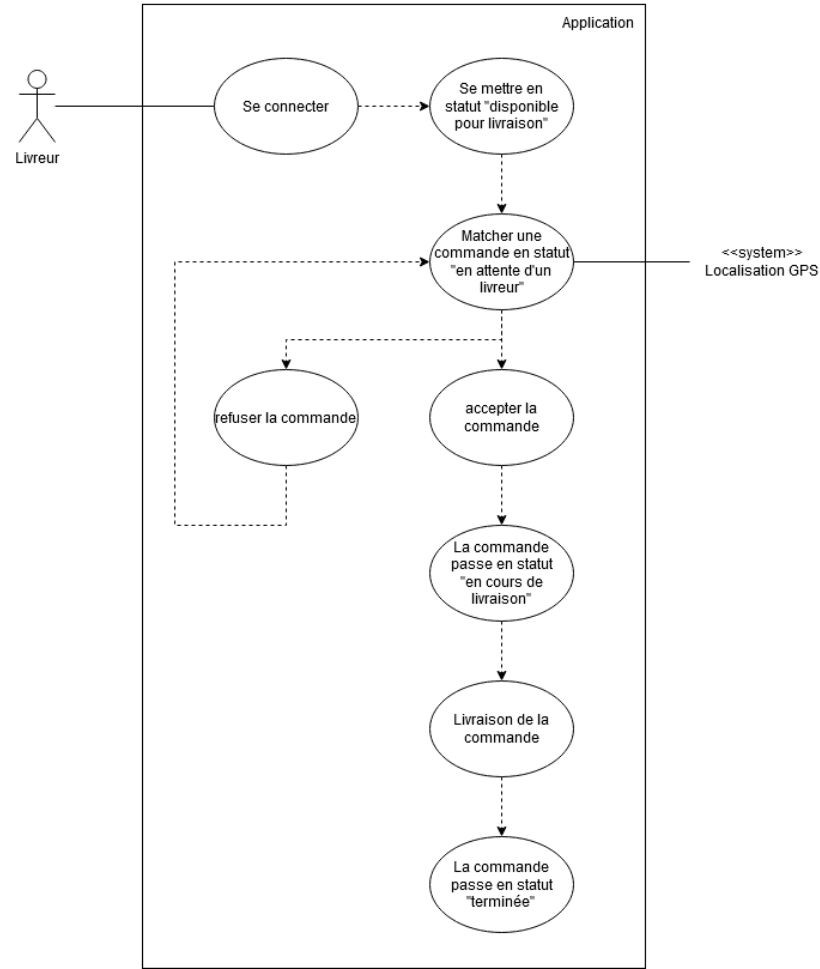 Application
Se connecter
Se mettre en
statut "disponible
pour livraison"
Livreur
Matcher une
commande en statut
"en attente d'un
livreur"
<<system>>
Localisation GPS
refuser la commande
accepter la
commande
La commande
passe en statut
"en cours de
livraison"
Livraison de la
commande
La commande
passe en statut
"terminée"